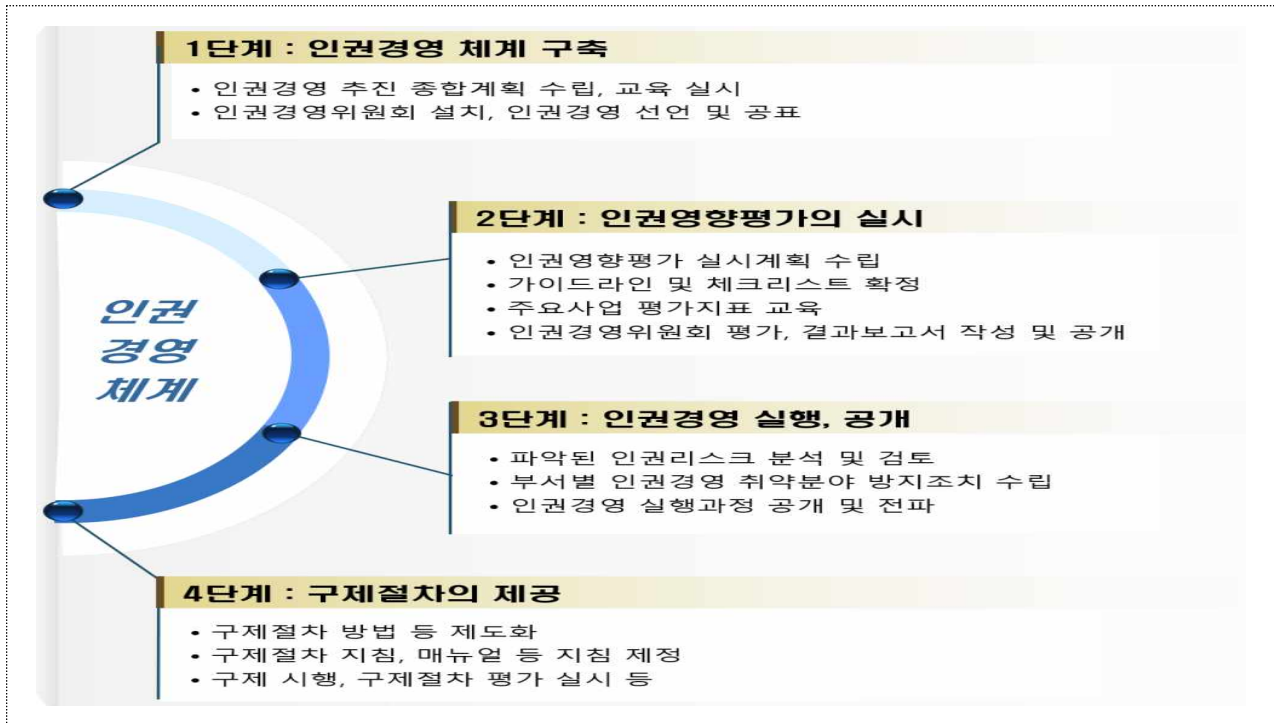 1단계 : 인권경영 체계 구축
• 인권경영 추진 종합계획 수립, 교육 실시
• 인권경영위원회 설치, 인권경영 선언 및 공표
2단계 : 인권영향평가의 실시
• 인권영향평가 실시계획 수립
• 가이드라인 및 체크리스트 확정
• 주요사업 평가지표 교육
• 인권경영위원회 평가, 결과보고서 작성 및 공개
인권
경영
체계
3단계 : 인권경영 실행, 공개
• 파악된 인권리스크 분석 및 검토
• 부서별 인권경영 취약분야 방지조치 수립
• 인권경영 실행과정 공개 및 전파
4단계 : 구제절차의 제공
• 구제절차 방법 등 제도화
• 구제절차 지침, 매뉴얼 등 지침 제정
• 구제 시행, 구제절차 평가 실시 등